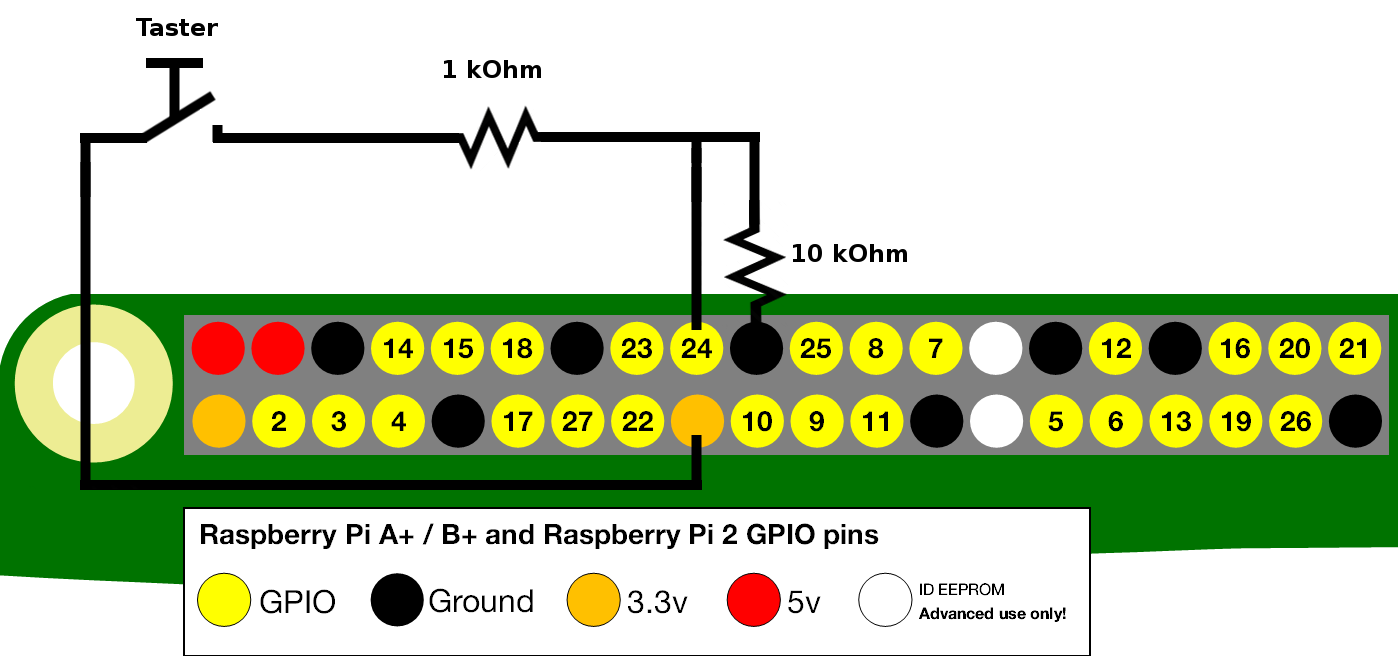 Taster
1 kOhm
10 kOhm
14 15 18 23 24 25 8 7 12 16 20 21
2 3 4 17 27 22 10 9 11 5 6 13 19 26
Raspberry Pi A+ / B+ and Raspberry Pi 2 GPIO pins
GPIO Ground 3.3v 5v ID EEPROM
Advanced use only!